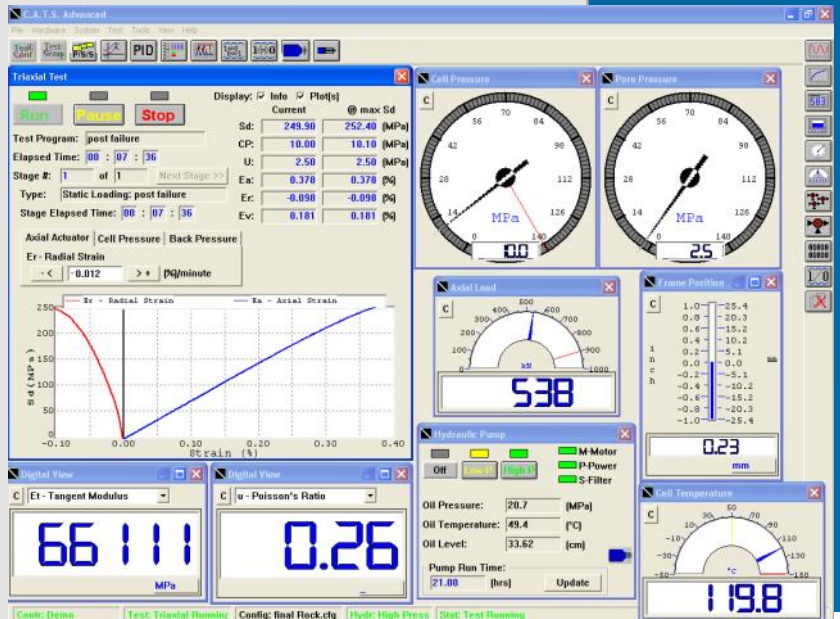 C.A.T.S. Advanced
File Hardware System Test Tools View Help
Test Conf Test Setup P/S/S PID
Triaxial Test
Run Pause Stop
Display: Info Plot(s)
Current @ max Sd
Sd: 249.90 252.40 (MPa)
CP: 10.00 10.10 (MPa)
U: 2.50 2.50 (MPa)
Ea: 0.378 0.378 (%)
Er: -0.098 -0.098 (%)
Ev: 0.181 0.181 (%)
Test Program: post failure
Elapsed Time: 00 : 07 : 36
Stage #: 1 of 1 Next Stage >>
Type: Static Loading: post failure
Stage Elapsed Time: 00 : 07 : 36
Axial Actuator Cell Pressure Back Pressure
Er - Radial Strain
- < -0.012 > + (%)/minute
Er - Radial Strain Ea - Axial Strain
Sd(MPa)
250
200
150
100
50
0
-0.10 0.00 0.10 0.20 0.30 0.40
Strain (%)
Cell Pressure
C
0 14 28 42 56 70 84 98 112 126 140
MPa
10.0
Pore Pressure
C
0 14 28 42 56 70 84 98 112 126 140
MPa
2.5
Axial Load
C
0 100 200 300 400 500 600 700 800 900 1000
kN
538
Frame Position
C
inch
mm
1.0 25.4
0.8 20.3
0.6 15.2
0.4 10.2
0.2 5.1
0.0 0.0
-0.2 -5.1
-0.4 -10.2
-0.6 -15.2
-0.8 -20.3
-1.0 -25.4
0.23
mm
Hydraulic Pump
Off Low P High P
M-Motor
P-Power
S-Filter
Oil Pressure: 20.7 (MPa)
Oil Temperature: 49.4 (°C)
Oil Level: 33.62 (cm)
Pump Run Time:
21.00 (hrs) Update
Cell Temperature
C
-50 -30 -10 10 30 50 70 90 110 130 150
°C
119.8
Digital View
C Et - Tangent Modulus
66111
MPa
Digital View
C u - Poisson's Ratio
0.26
Contr: Demo Test: Triaxial Running Config: final Rock.cfg Hydr: High Press Stat: Test Running
583
01010
01010
1/0